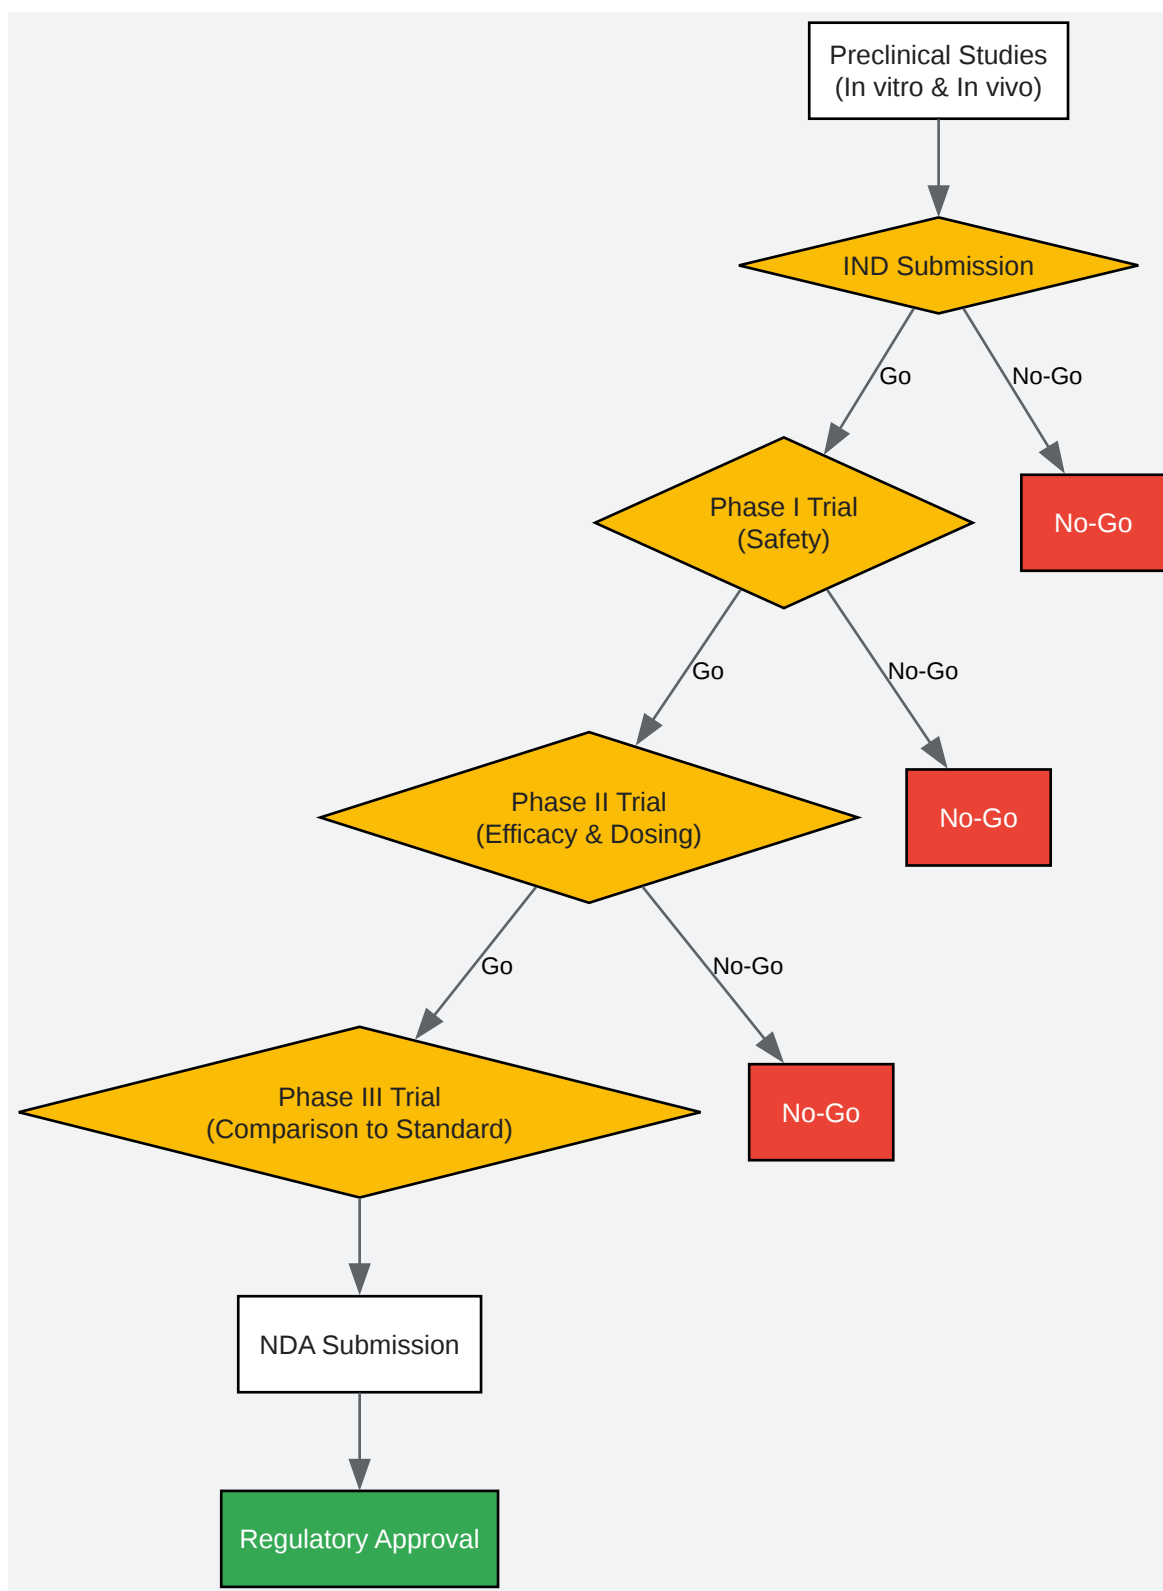 Preclinical Studies
(In vitro & In vivo)
IND Submission
Go
No-Go
Phase I Trial
(Safety)
No-Go
Go
No-Go
Phase II Trial
(Efficacy & Dosing)
No-Go
Go
No-Go
Phase III Trial
(Comparison to Standard)
No-Go
NDA Submission
Regulatory Approval